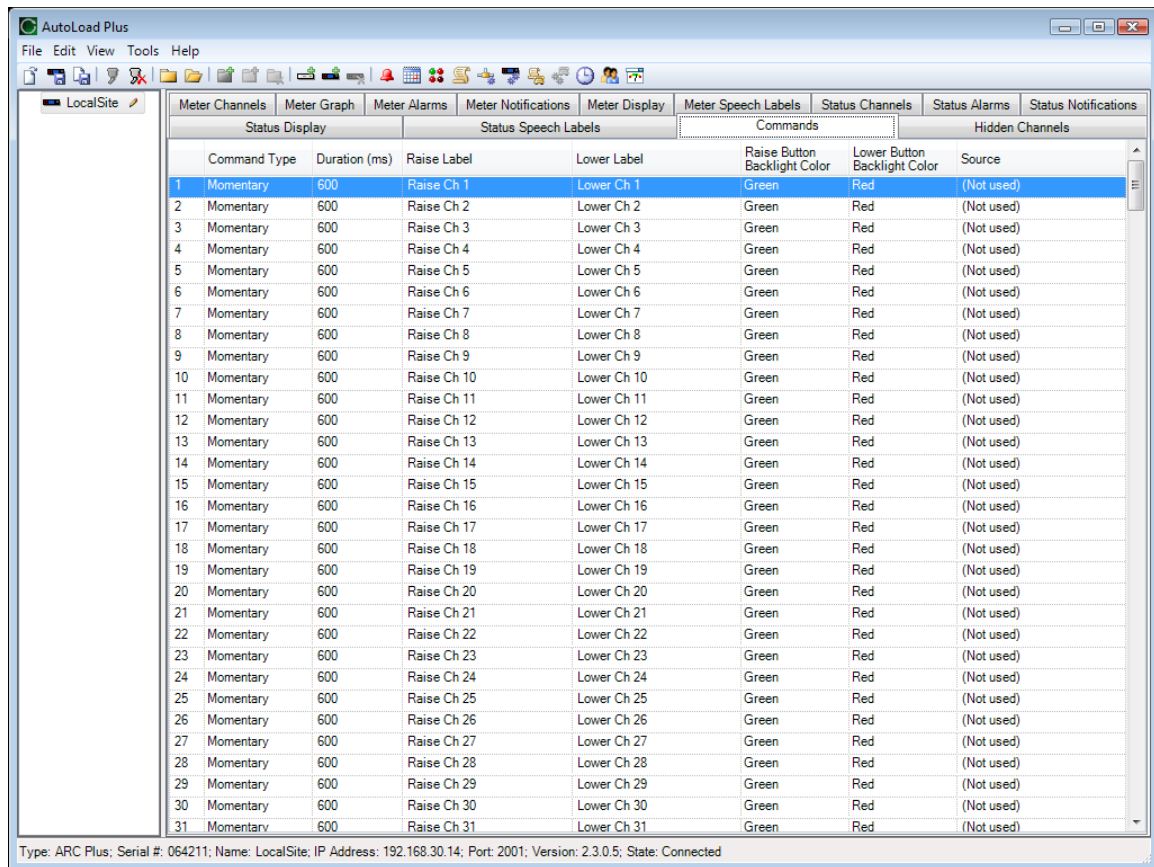 AutoLoad Plus
File Edit View Tools Help
LocalSite
Meter Channels Meter Graph Meter Alarms Meter Notifications Meter Display Meter Speech Labels Status Channels Status Alarms Status Notifications
Status Display Status Speech Labels Commands Hidden Channels
Command Type Duration (ms) Raise Label Lower Label Raise Button Backlight Color Lower Button Backlight Color Source
1 Momentary 600 Raise Ch 1 Lower Ch 1 Green Red (Not used)
2 Momentary 600 Raise Ch 2 Lower Ch 2 Green Red (Not used)
3 Momentary 600 Raise Ch 3 Lower Ch 3 Green Red (Not used)
4 Momentary 600 Raise Ch 4 Lower Ch 4 Green Red (Not used)
5 Momentary 600 Raise Ch 5 Lower Ch 5 Green Red (Not used)
6 Momentary 600 Raise Ch 6 Lower Ch 6 Green Red (Not used)
7 Momentary 600 Raise Ch 7 Lower Ch 7 Green Red (Not used)
8 Momentary 600 Raise Ch 8 Lower Ch 8 Green Red (Not used)
9 Momentary 600 Raise Ch 9 Lower Ch 9 Green Red (Not used)
10 Momentary 600 Raise Ch 10 Lower Ch 10 Green Red (Not used)
11 Momentary 600 Raise Ch 11 Lower Ch 11 Green Red (Not used)
12 Momentary 600 Raise Ch 12 Lower Ch 12 Green Red (Not used)
13 Momentary 600 Raise Ch 13 Lower Ch 13 Green Red (Not used)
14 Momentary 600 Raise Ch 14 Lower Ch 14 Green Red (Not used)
15 Momentary 600 Raise Ch 15 Lower Ch 15 Green Red (Not used)
16 Momentary 600 Raise Ch 16 Lower Ch 16 Green Red (Not used)
17 Momentary 600 Raise Ch 17 Lower Ch 17 Green Red (Not used)
18 Momentary 600 Raise Ch 18 Lower Ch 18 Green Red (Not used)
19 Momentary 600 Raise Ch 19 Lower Ch 19 Green Red (Not used)
20 Momentary 600 Raise Ch 20 Lower Ch 20 Green Red (Not used)
21 Momentary 600 Raise Ch 21 Lower Ch 21 Green Red (Not used)
22 Momentary 600 Raise Ch 22 Lower Ch 22 Green Red (Not used)
23 Momentary 600 Raise Ch 23 Lower Ch 23 Green Red (Not used)
24 Momentary 600 Raise Ch 24 Lower Ch 24 Green Red (Not used)
25 Momentary 600 Raise Ch 25 Lower Ch 25 Green Red (Not used)
26 Momentary 600 Raise Ch 26 Lower Ch 26 Green Red (Not used)
27 Momentary 600 Raise Ch 27 Lower Ch 27 Green Red (Not used)
28 Momentary 600 Raise Ch 28 Lower Ch 28 Green Red (Not used)
29 Momentary 600 Raise Ch 29 Lower Ch 29 Green Red (Not used)
30 Momentary 600 Raise Ch 30 Lower Ch 30 Green Red (Not used)
31 Momentary 600 Raise Ch 31 Lower Ch 31 Green Red (Not used)
Type: ARC Plus; Serial #: 064211; Name: LocalSite; IP Address: 192.168.30.14; Port: 2001; Version: 2.3.0.5; State: Connected